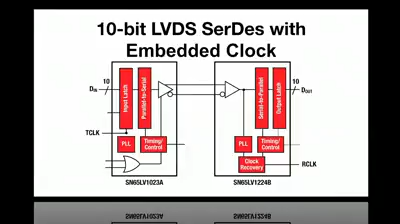 10-bit LVDS SerDes with
Embedded Clock
10
DIN
Input Latch
Parallel-to-Serial
TCLK
PLL
Timing/
Control
SN65LV1023A
Serial-to-Parallel
Output Latch
10
DOUT
PLL
Timing/
Control
Clock
Recovery
RCLK
SN65LV1224B